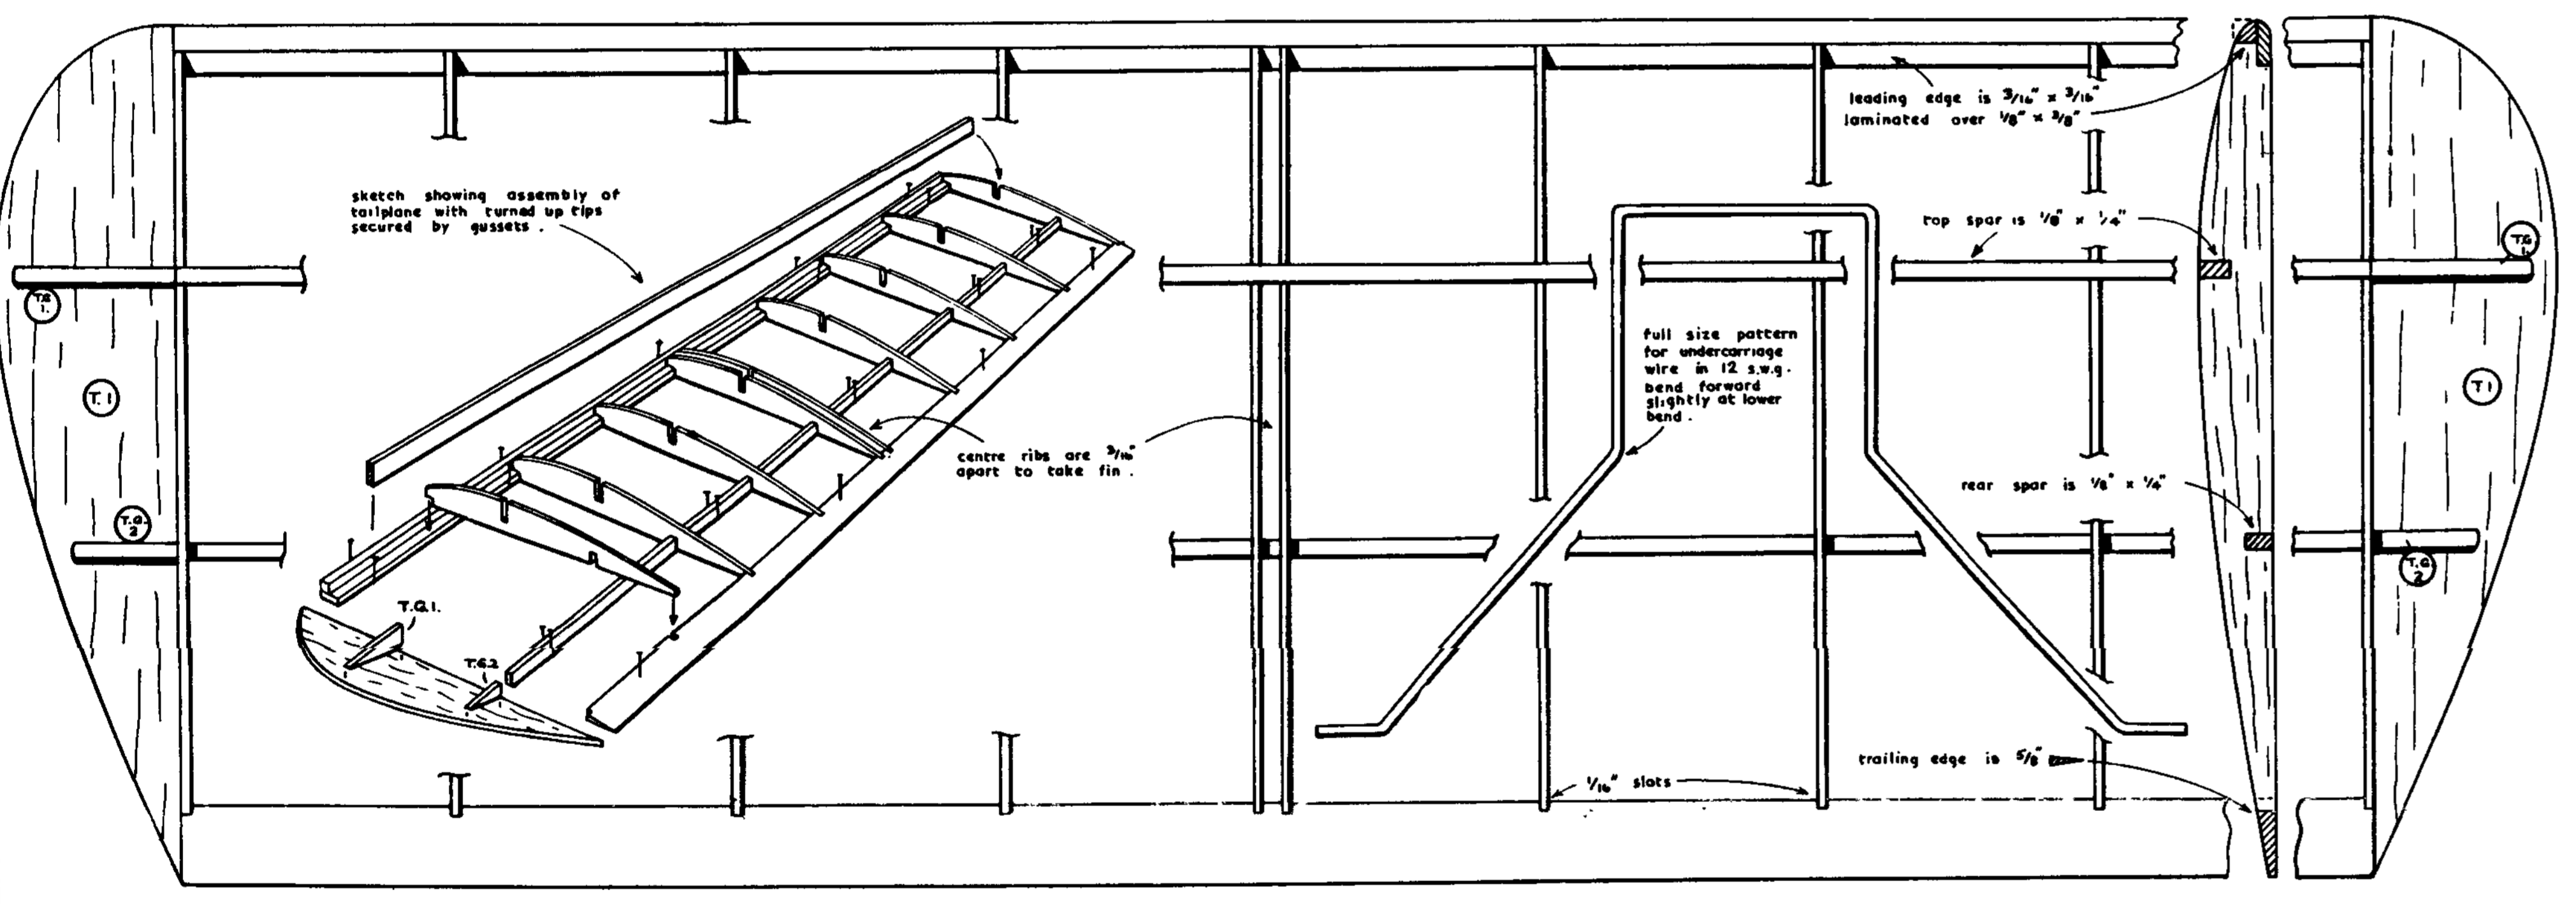 leading edge is 3/16" x 3/16"
laminated over 1/8" x 3/8"
sketch showing assembly of
tailplane with turned up tips
secured by gussets .
top spar is 1/8" x 1/4"
T.G.
1.
T.G.
1
full size pattern
for undercarriage
wire in 12 s.w.g.
bend forward
slightly at lower
bend .
T.1
T1
centre ribs are 3/16"
apart to take fin .
rear spar is 1/8" x 1/4"
T.G.
2
T.G.
2
T.G.1.
T.G.2
trailing edge is 5/8"
1/16" slots